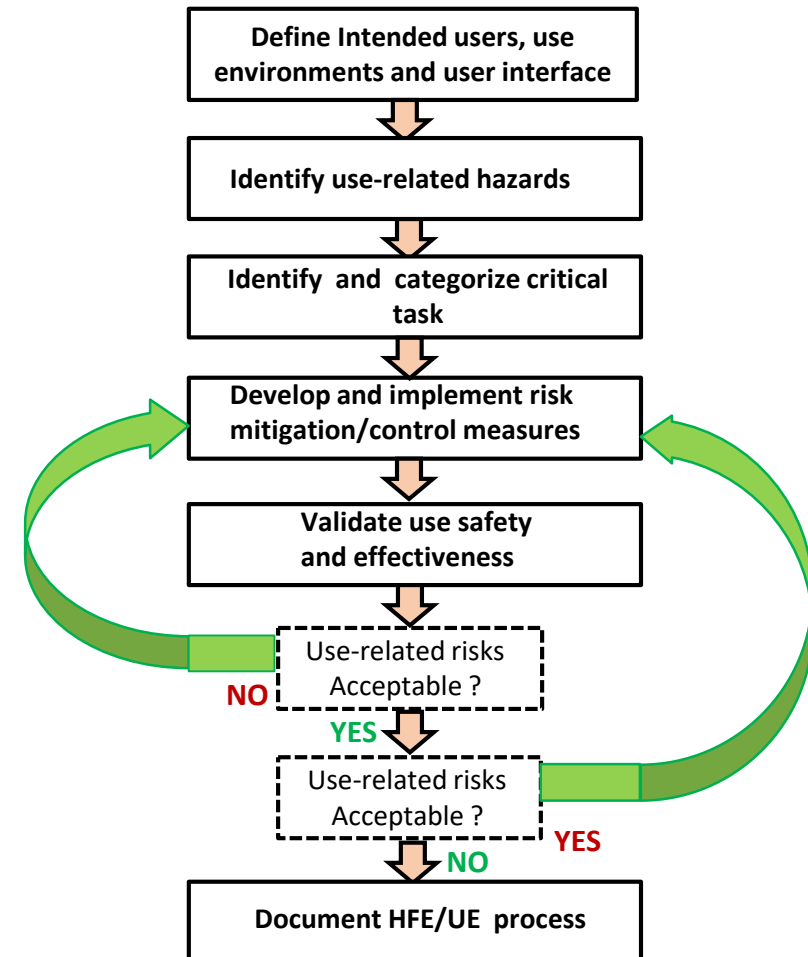 Define Intended users, use
environments and user interface
Identify use-related hazards
Identify and categorize critical
task
Develop and implement risk
mitigation/control measures
Validate use safety
and effectiveness
Use-related risks
Acceptable ?
NO
YES
Use-related risks
Acceptable ?
YES
NO
Document HFE/UE process